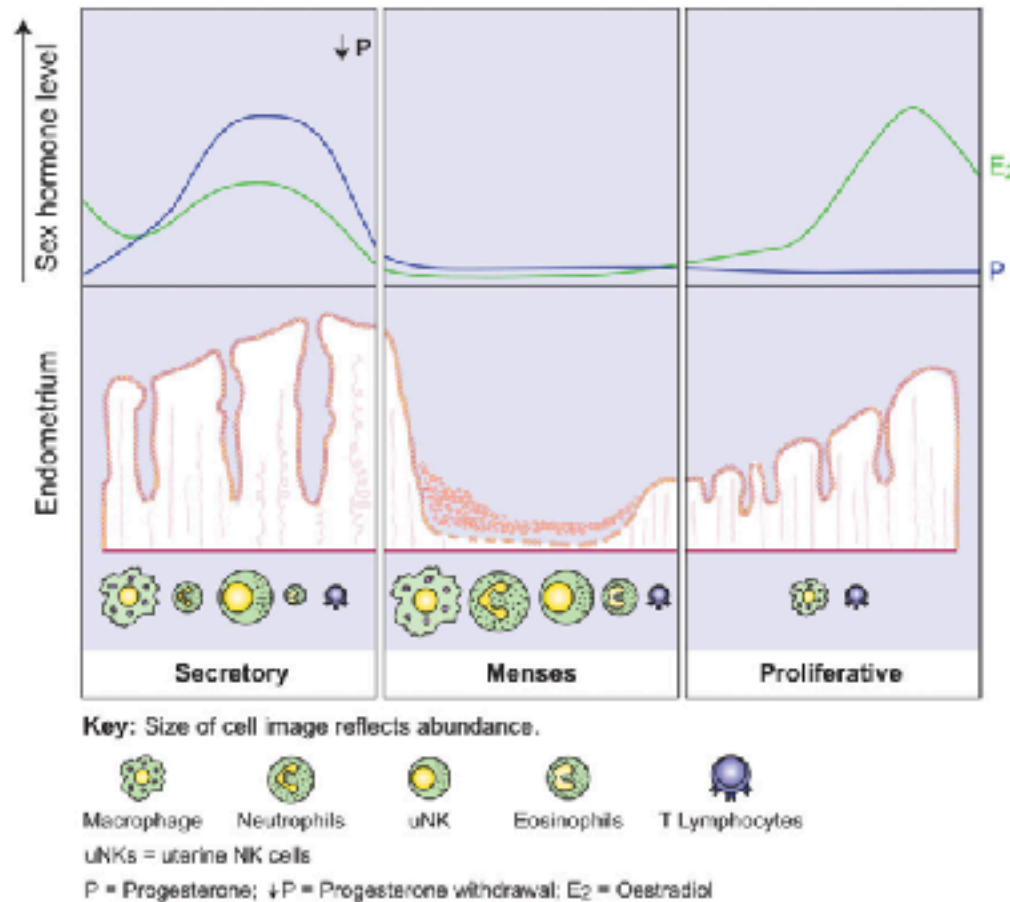 Sex hormone level
↓ P
E₂
P
Endometrium
Secretory Menses Proliferative
Key: Size of cell image reflects abundance.
Macrophage Neutrophils uNK Eosinophils T Lymphocytes
uNKs = uterine NK cells
P = Progesterone; ↓P = Progesterone withdrawal; E₂ = Oestradiol